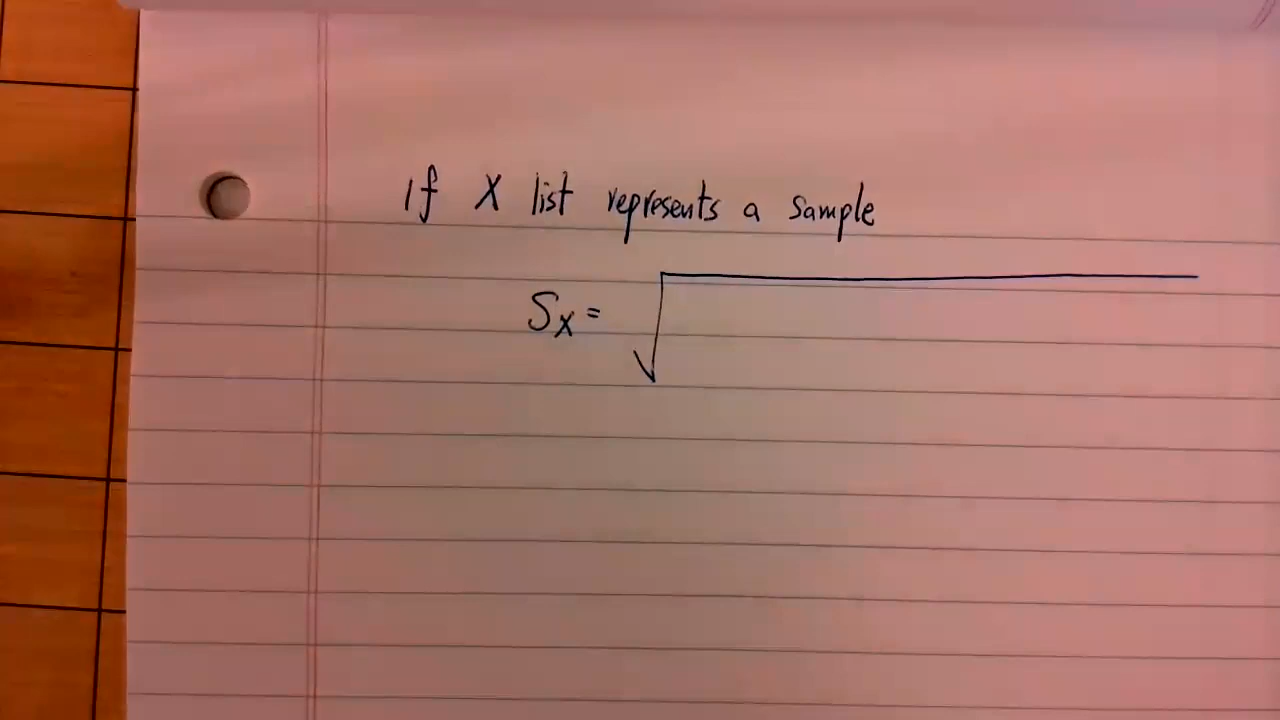 If X list represents a sample
Sx = √